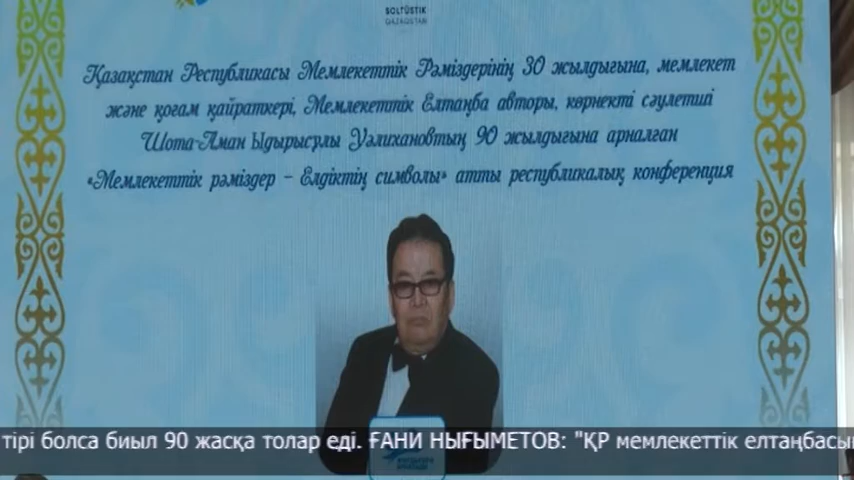 SOLTÚSTIK
QAZAQSTAN
Қазақстан Республикасы Мемлекеттік Рәміздерінің 30 жылдығына, мемлекет
және қоғам қайраткері, Мемлекеттік Елтаңба авторы, көрнекті сәулетші
Шота-Аман Ыдырысұлы Уәлихановтың 90 жылдығына арналған
«Мемлекеттік рәміздер – Елдіктің символы» атты республикалық конференция
тірі болса биыл 90 жасқа толар еді. ҒАНИ НЫҒЫМЕТОВ: "ҚР мемлекеттік елтаңбасы